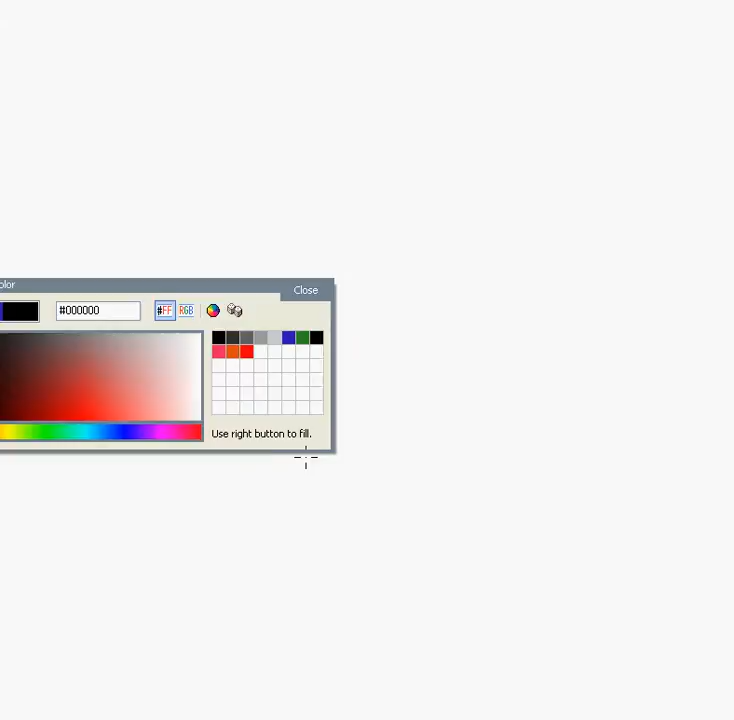 olor
Close
#000000
#FF
RGB
Use right button to fill.